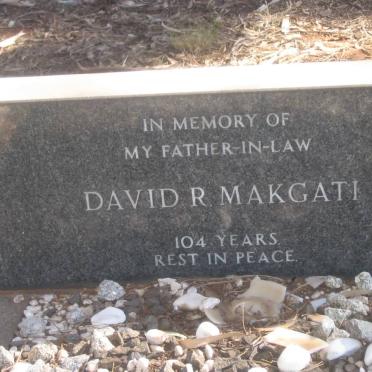 IN MEMORY OF
MY FATHER-IN-LAW
DAVID R MAKGATI
104 YEARS
REST IN PEACE.